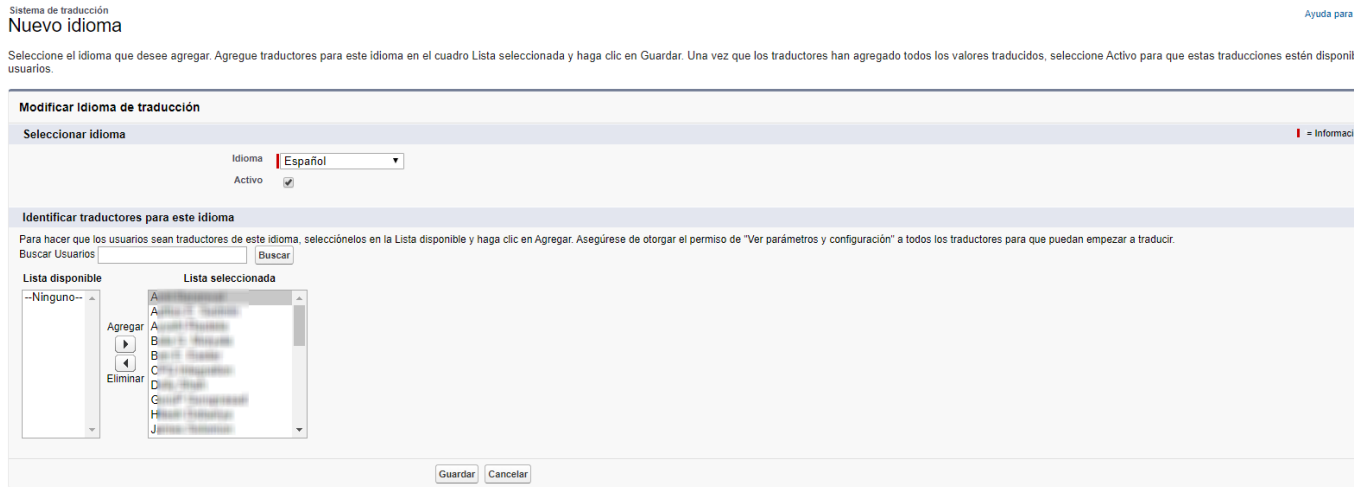 Sistema de traducción
Nuevo idioma
Ayuda para
Seleccione el idioma que desee agregar. Agregue traductores para este idioma en el cuadro Lista seleccionada y haga clic en Guardar. Una vez que los traductores han agregado todos los valores traducidos, seleccione Activo para que estas traducciones estén
usuarios.
Modificar Idioma de traducción
Seleccionar idioma
= Informaci
Idioma
Español
Activo
Identificar traductores para este idioma
Para hacer que los usuarios sean traductores de este idioma, selecciónelos en la Lista disponible y haga clic en Agregar. Asegúrese de otorgar el permiso de "Ver parámetros y configuración" a todos los traductores para que puedan empezar a traducir.
Buscar Usuarios
Buscar
Lista disponible
Lista seleccionada
--Ninguno--
Agregar
Eliminar
Guardar
Cancelar